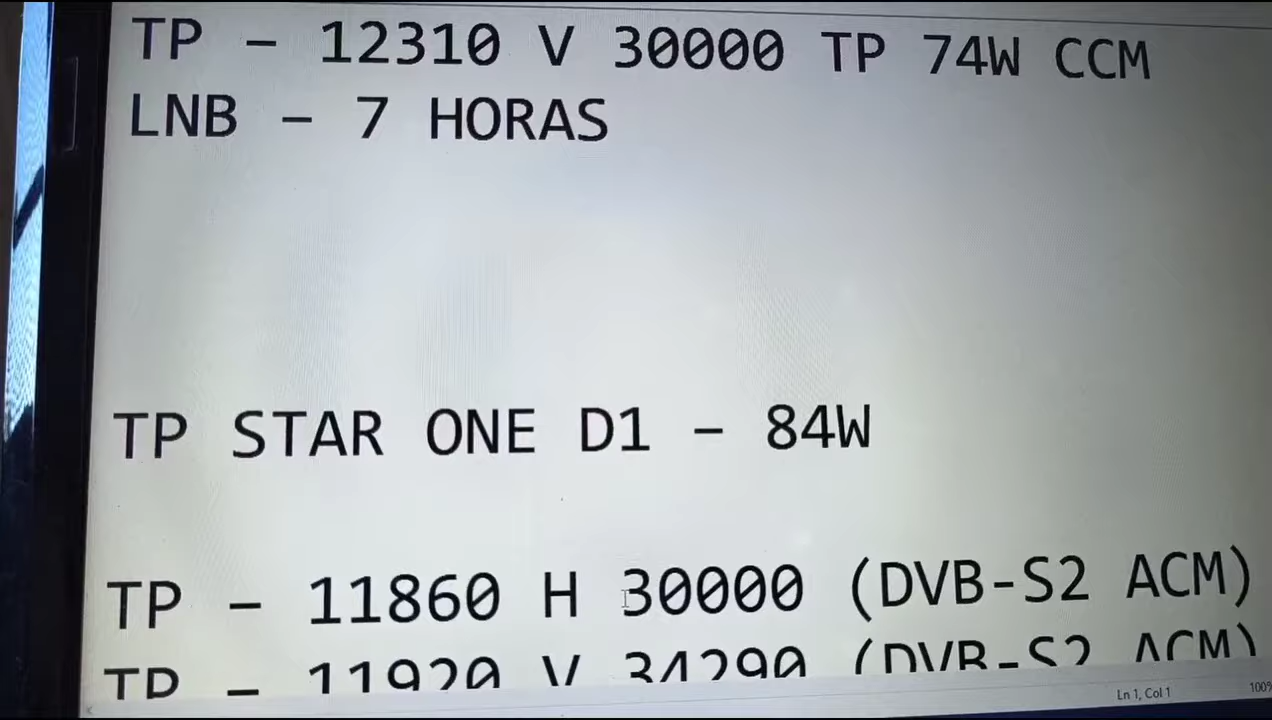 TP - 12310 V 30000 TP 74W CCM
LNB - 7 HORAS
TP STAR ONE D1 - 84W
TP - 11860 H 30000 (DVB-S2 ACM)
TP - 11920 V 34290 (DVB-S2 ACM)
Ln 1, Col 1
100%